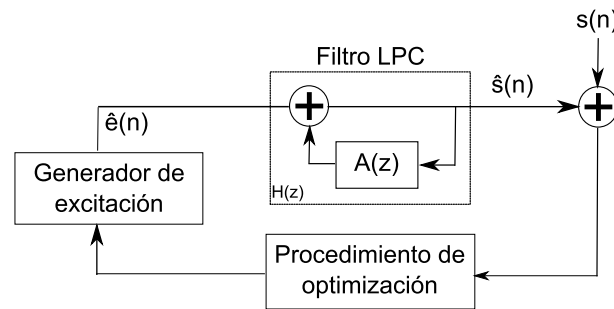 s(n)
Filtro LPC
ê(n)
ŝ(n)
A(z)
H(z)
Generador de
excitación
Procedimiento de
optimización